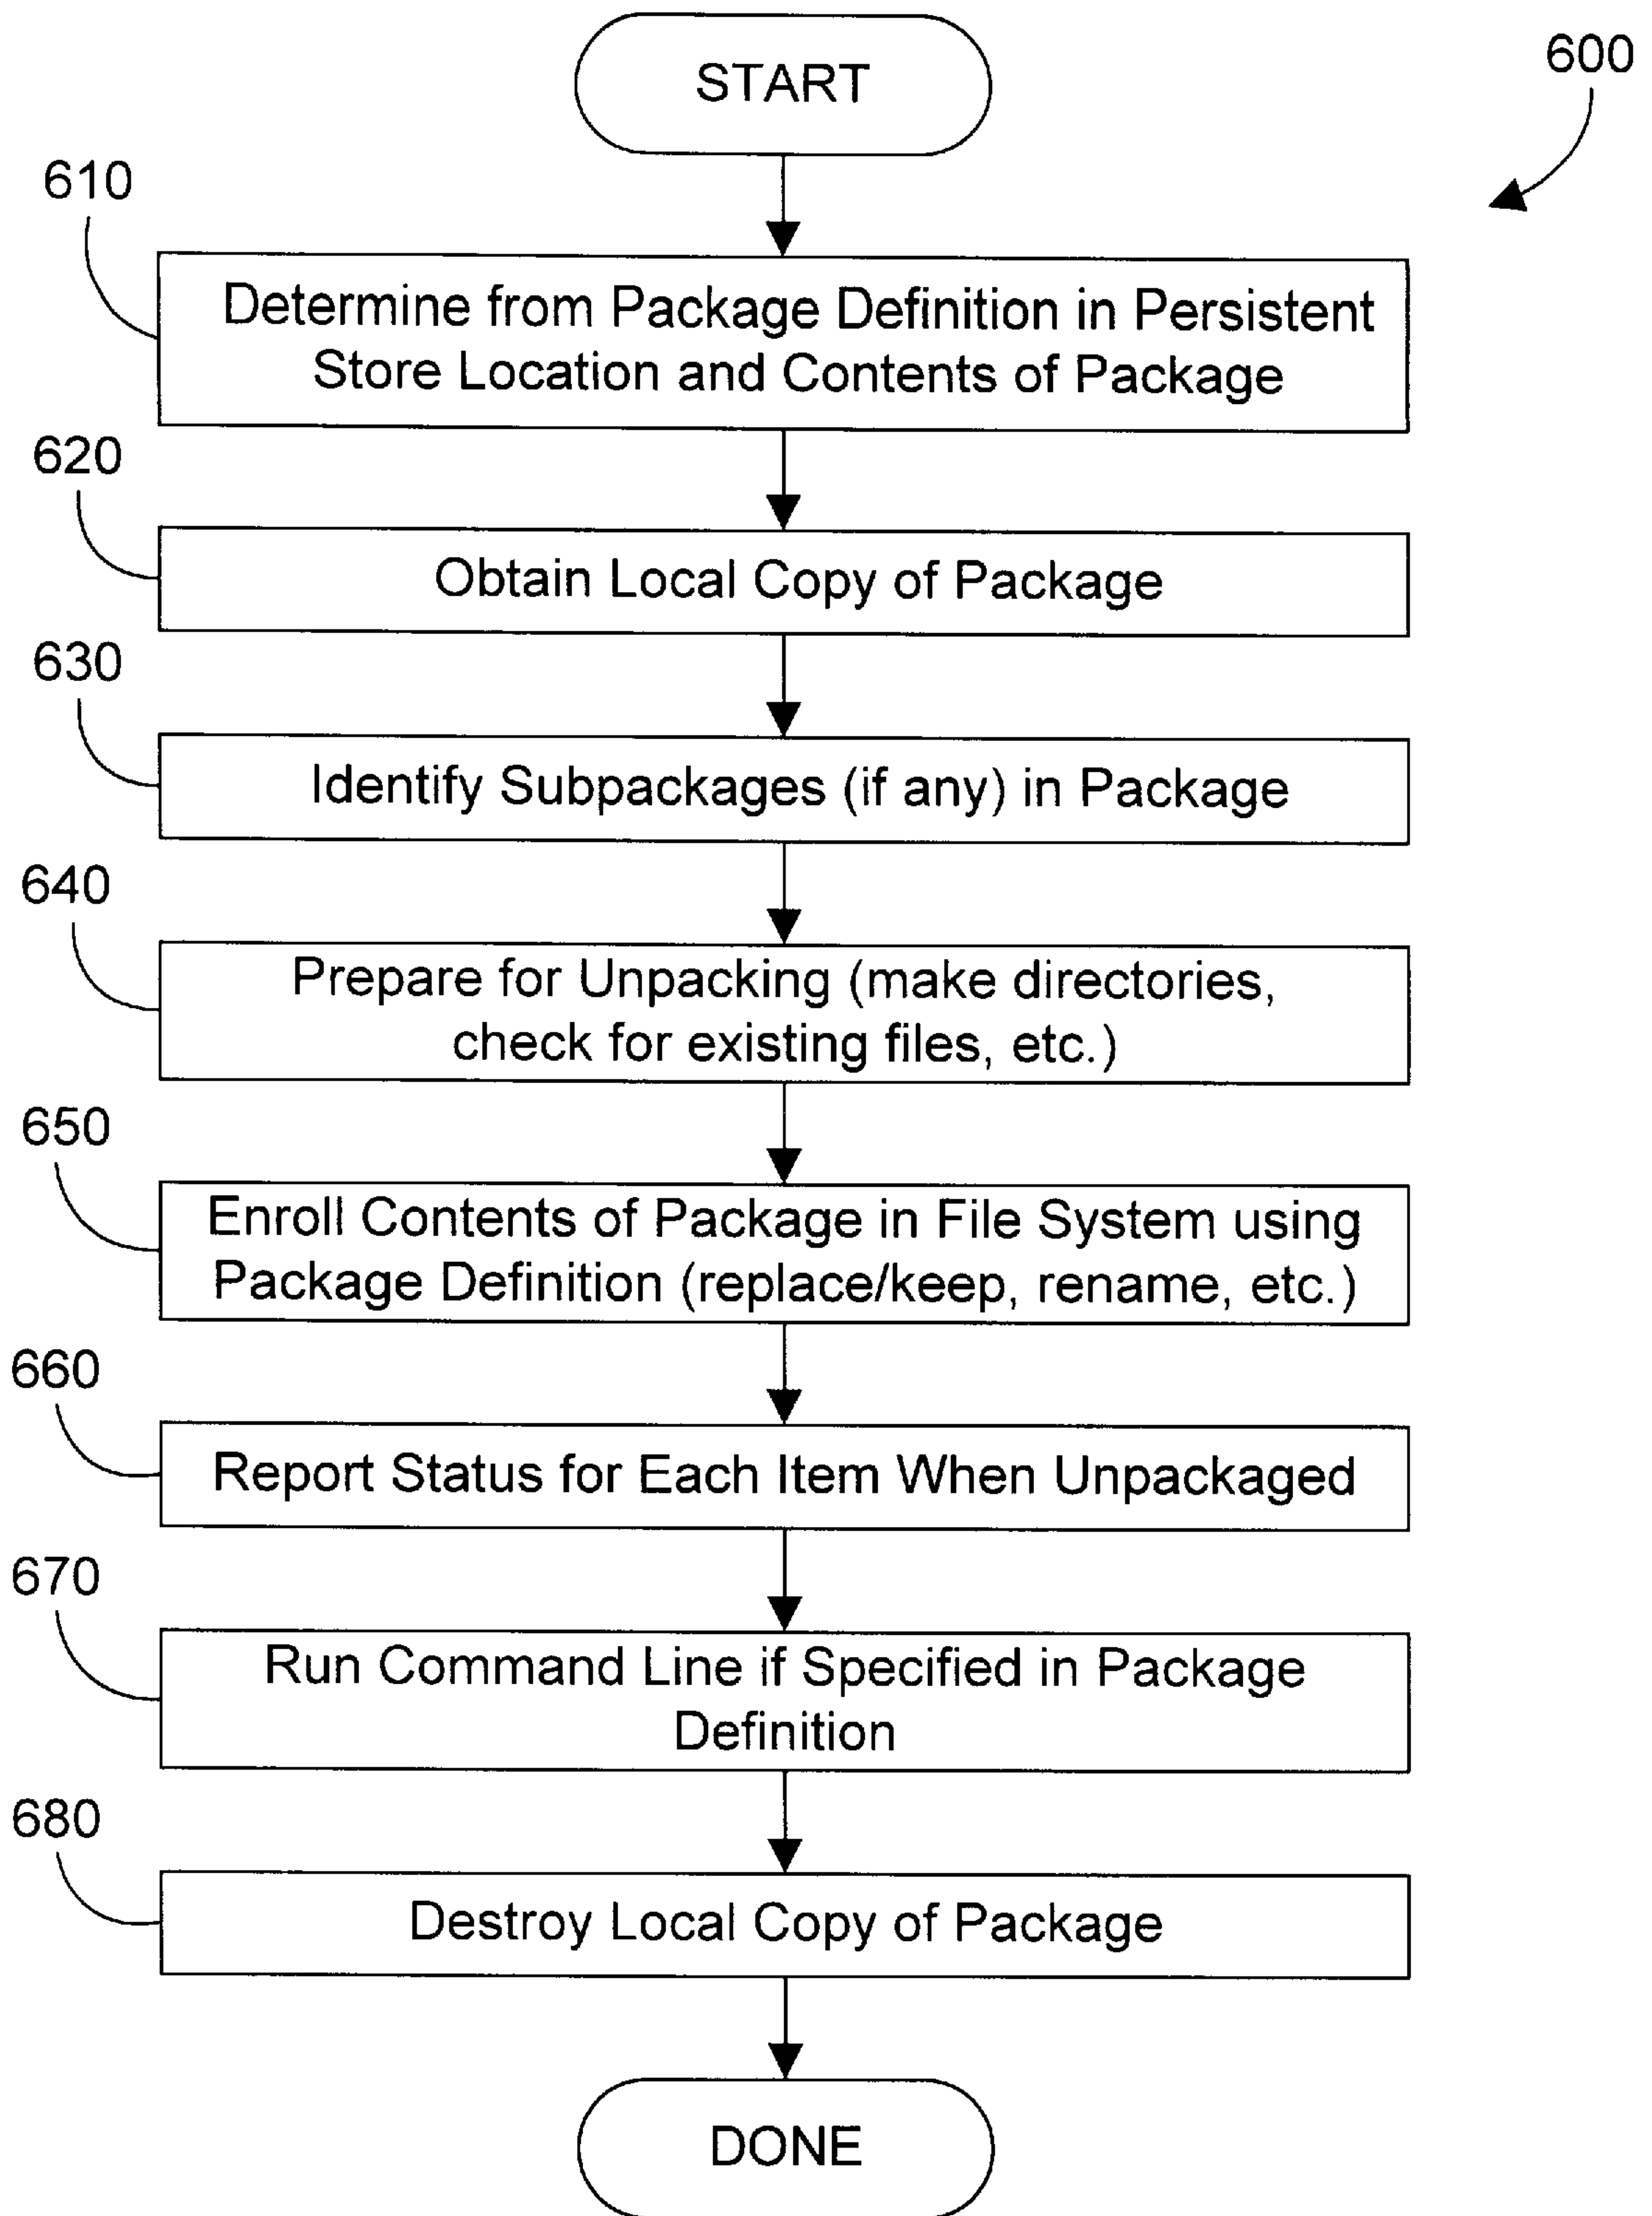 START
600
610
Determine from Package Definition in Persistent
Store Location and Contents of Package
620
Obtain Local Copy of Package
630
Identify Subpackages (if any) in Package
640
Prepare for Unpacking (make directories,
check for existing files, etc.)
650
Enroll Contents of Package in File System using
Package Definition (replace/keep, rename, etc.)
660
Report Status for Each Item When Unpackaged
670
Run Command Line if Specified in Package
Definition
680
Destroy Local Copy of Package
DONE